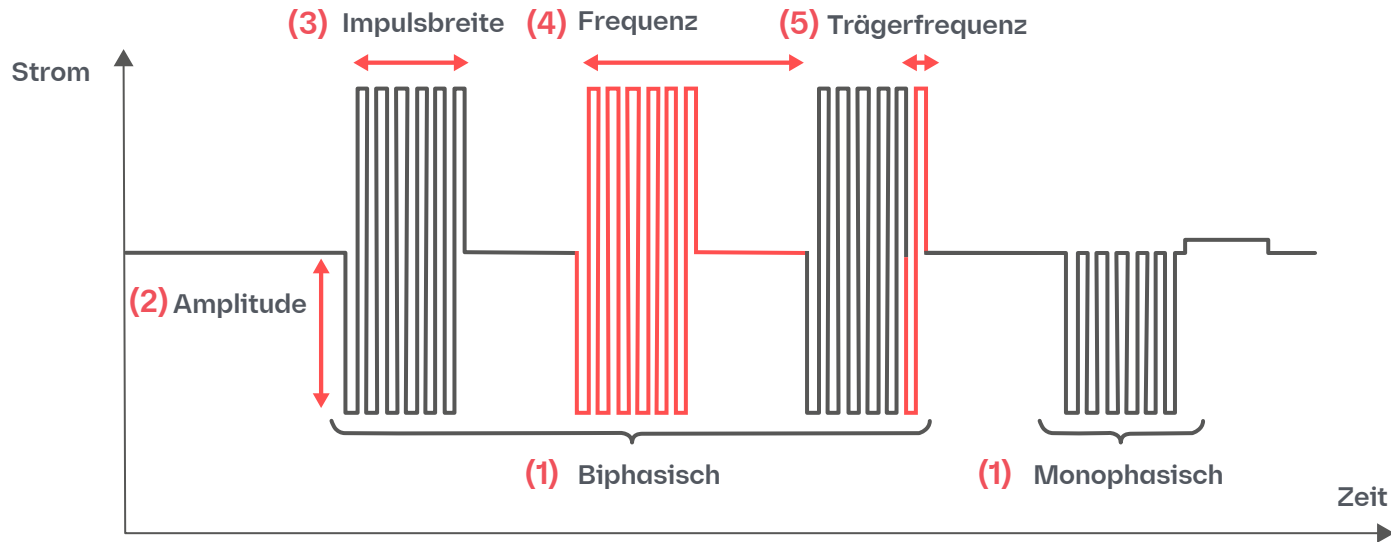 (3) Impulsbreite
(4) Frequenz
(5) Trägerfrequenz
Strom
(2) Amplitude
(1) Biphasisch
(1) Monophasisch
Zeit